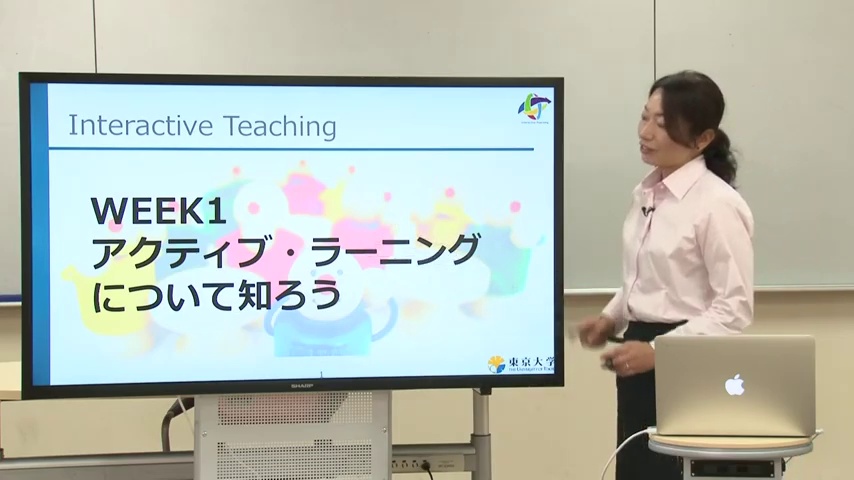 Interactive Teaching
WEEK1
アクティブ・ラーニング
について知ろう
東京大学
SHARP